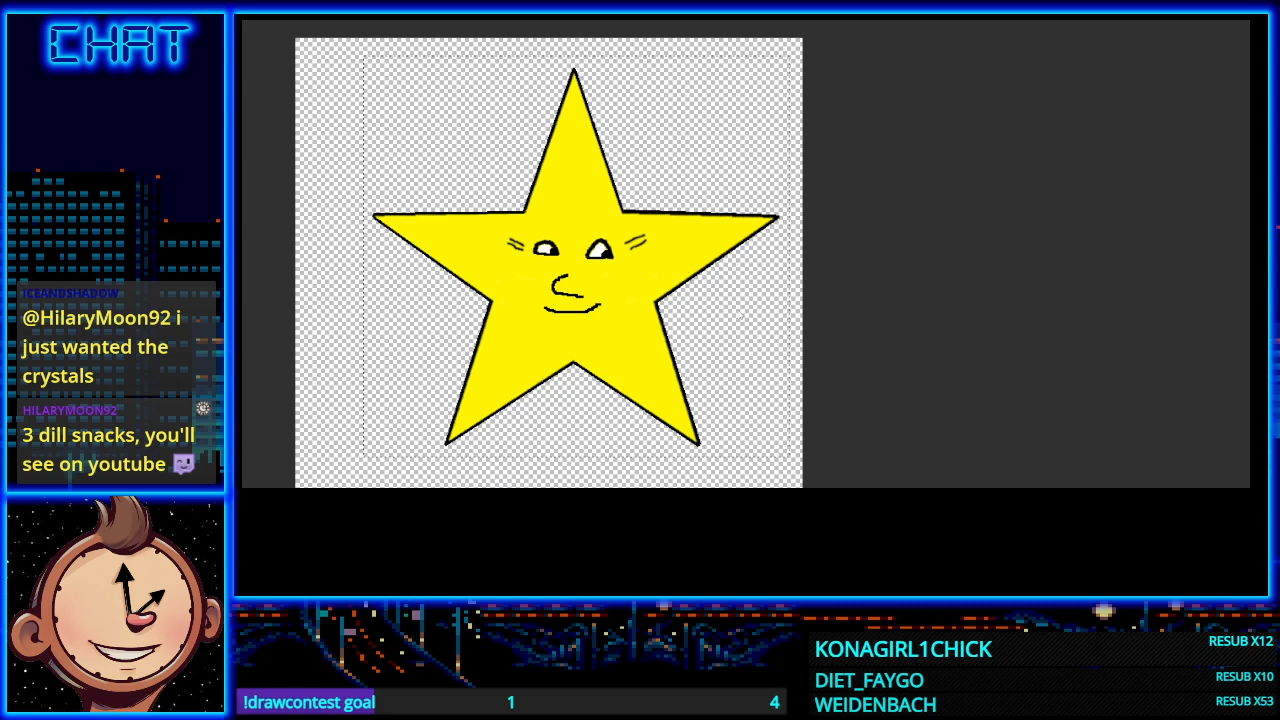 CHAT
ICEANDSHADOW
@HilaryMoon92 i
just wanted the
crystals
HILARYMOON92
3 dill snacks, you'll
see on youtube
!drawcontest goal 1 4
KONAGIRL1CHICK RESUB X12
DIET_FAYGO RESUB X10
WEIDENBACH RESUB X53